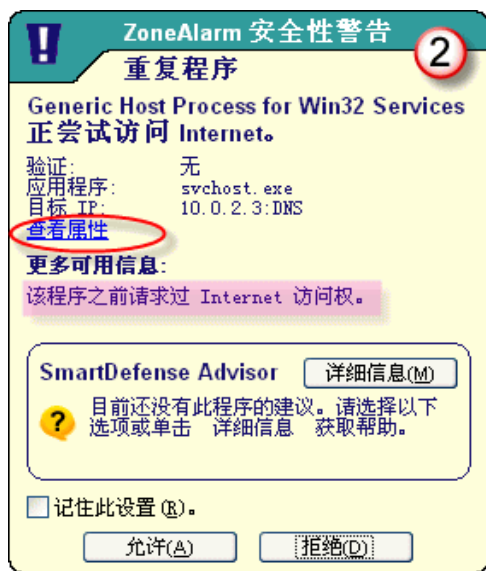 ZoneAlarm 安全性警告
2
重复程序
Generic Host Process for Win32 Services
正尝试访问 Internet。
验证: 无
应用程序: svchost.exe
目标 IP: 10.0.2.3:DNS
查看属性
更多可用信息:
该程序之前请求过 Internet 访问权。
SmartDefense Advisor 详细信息(M)
目前还没有此程序的建议。请选择以下
选项或单击 详细信息 获取帮助。
记住此设置(R)。
允许(A) 拒绝(D)